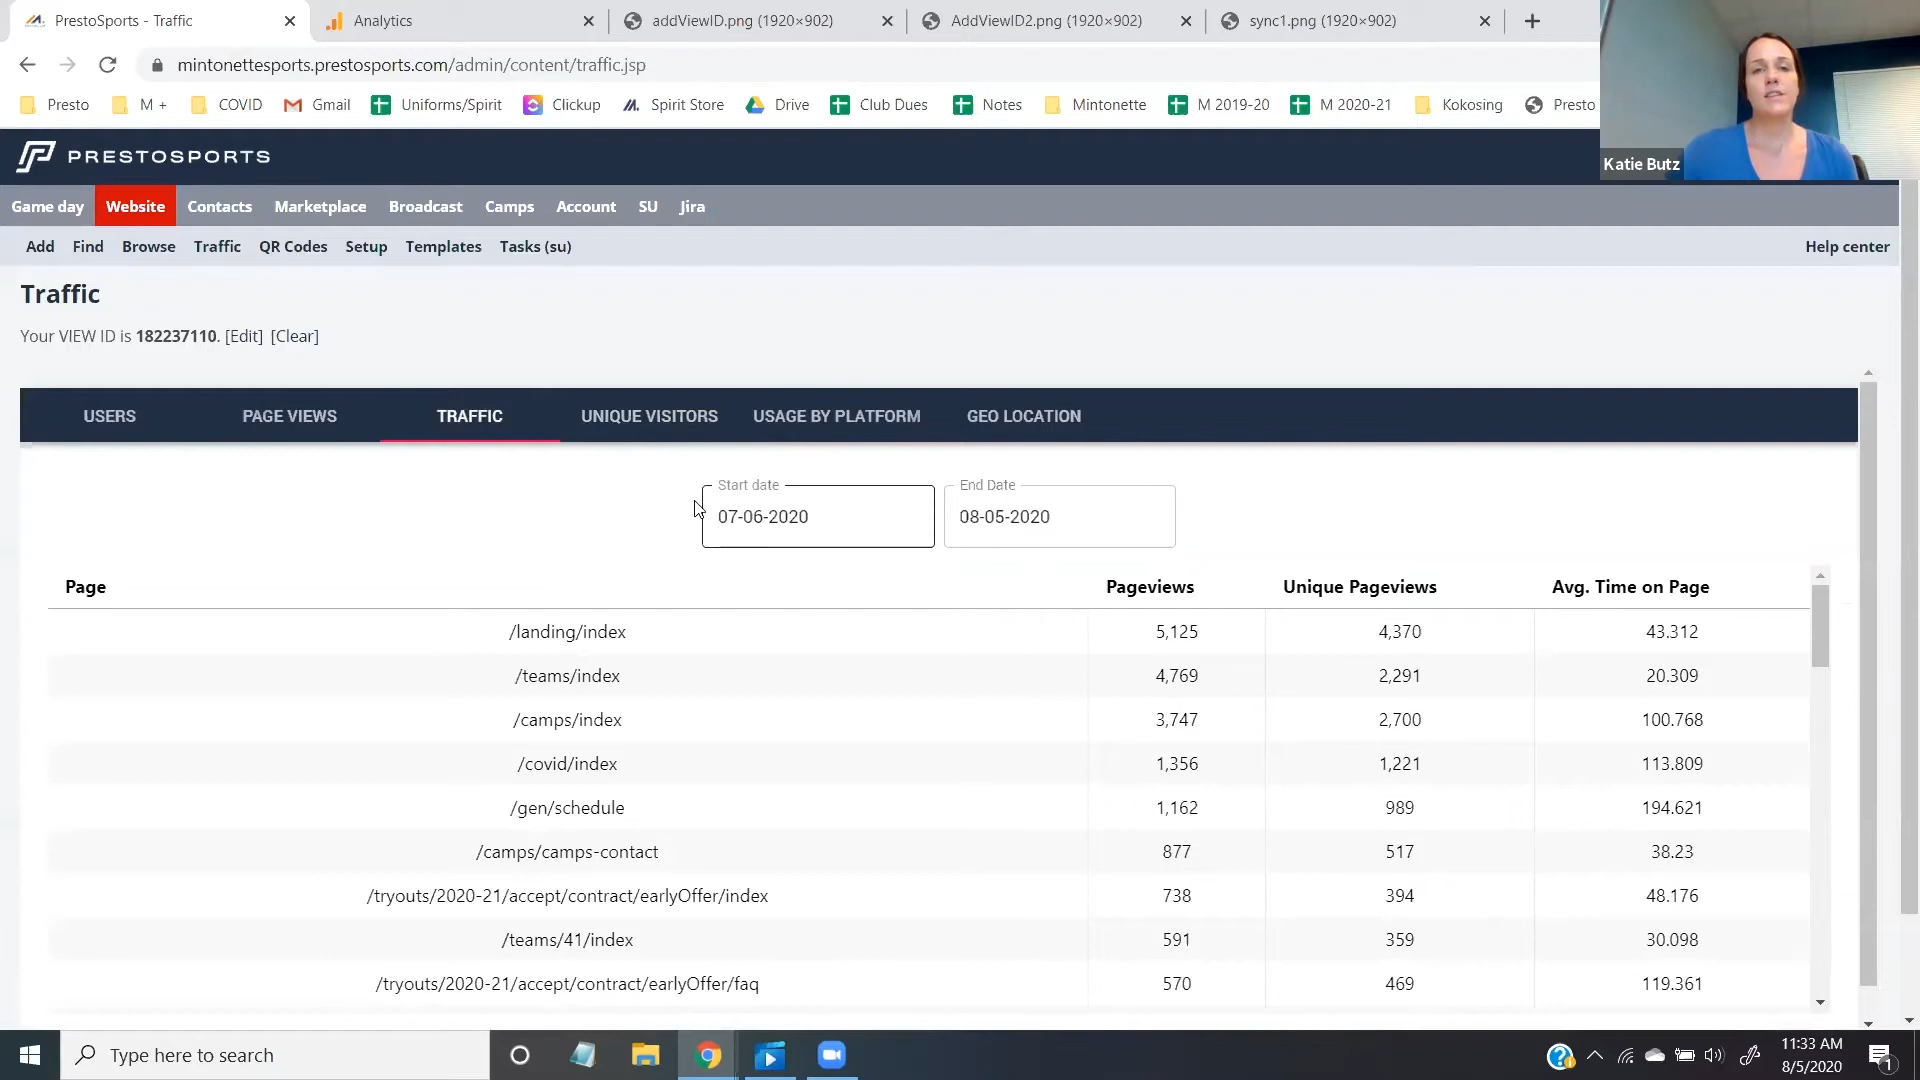 PrestoSports - Traffic
Analytics
addViewID.png (1920×902)
AddViewID2.png (1920×902)
sync1.png (1920×902)
mintonettesports.prestosports.com/admin/content/traffic.jsp
Presto M + COVID Gmail Uniforms/Spirit Clickup Spirit Store Drive Club Dues Notes Mintonette M 2019-20 M 2020-21 Kokosing Presto
Katie Butz
PRESTOSPORTS
Game day Website Contacts Marketplace Broadcast Camps Account SU Jira
Add Find Browse Traffic QR Codes Setup Templates Tasks (su) Help center
Traffic
Your VIEW ID is 182237110. [Edit] [Clear]
USERS PAGE VIEWS TRAFFIC UNIQUE VISITORS USAGE BY PLATFORM GEO LOCATION
Start date End Date
07-06-2020 08-05-2020
Page Pageviews Unique Pageviews Avg. Time on Page
/landing/index 5,125 4,370 43.312
/teams/index 4,769 2,291 20.309
/camps/index 3,747 2,700 100.768
/covid/index 1,356 1,221 113.809
/gen/schedule 1,162 989 194.621
/camps/camps-contact 877 517 38.23
/tryouts/2020-21/accept/contract/earlyOffer/index 738 394 48.176
/teams/41/index 591 359 30.098
/tryouts/2020-21/accept/contract/earlyOffer/faq 570 469 119.361
Type here to search
11:33 AM
8/5/2020
1